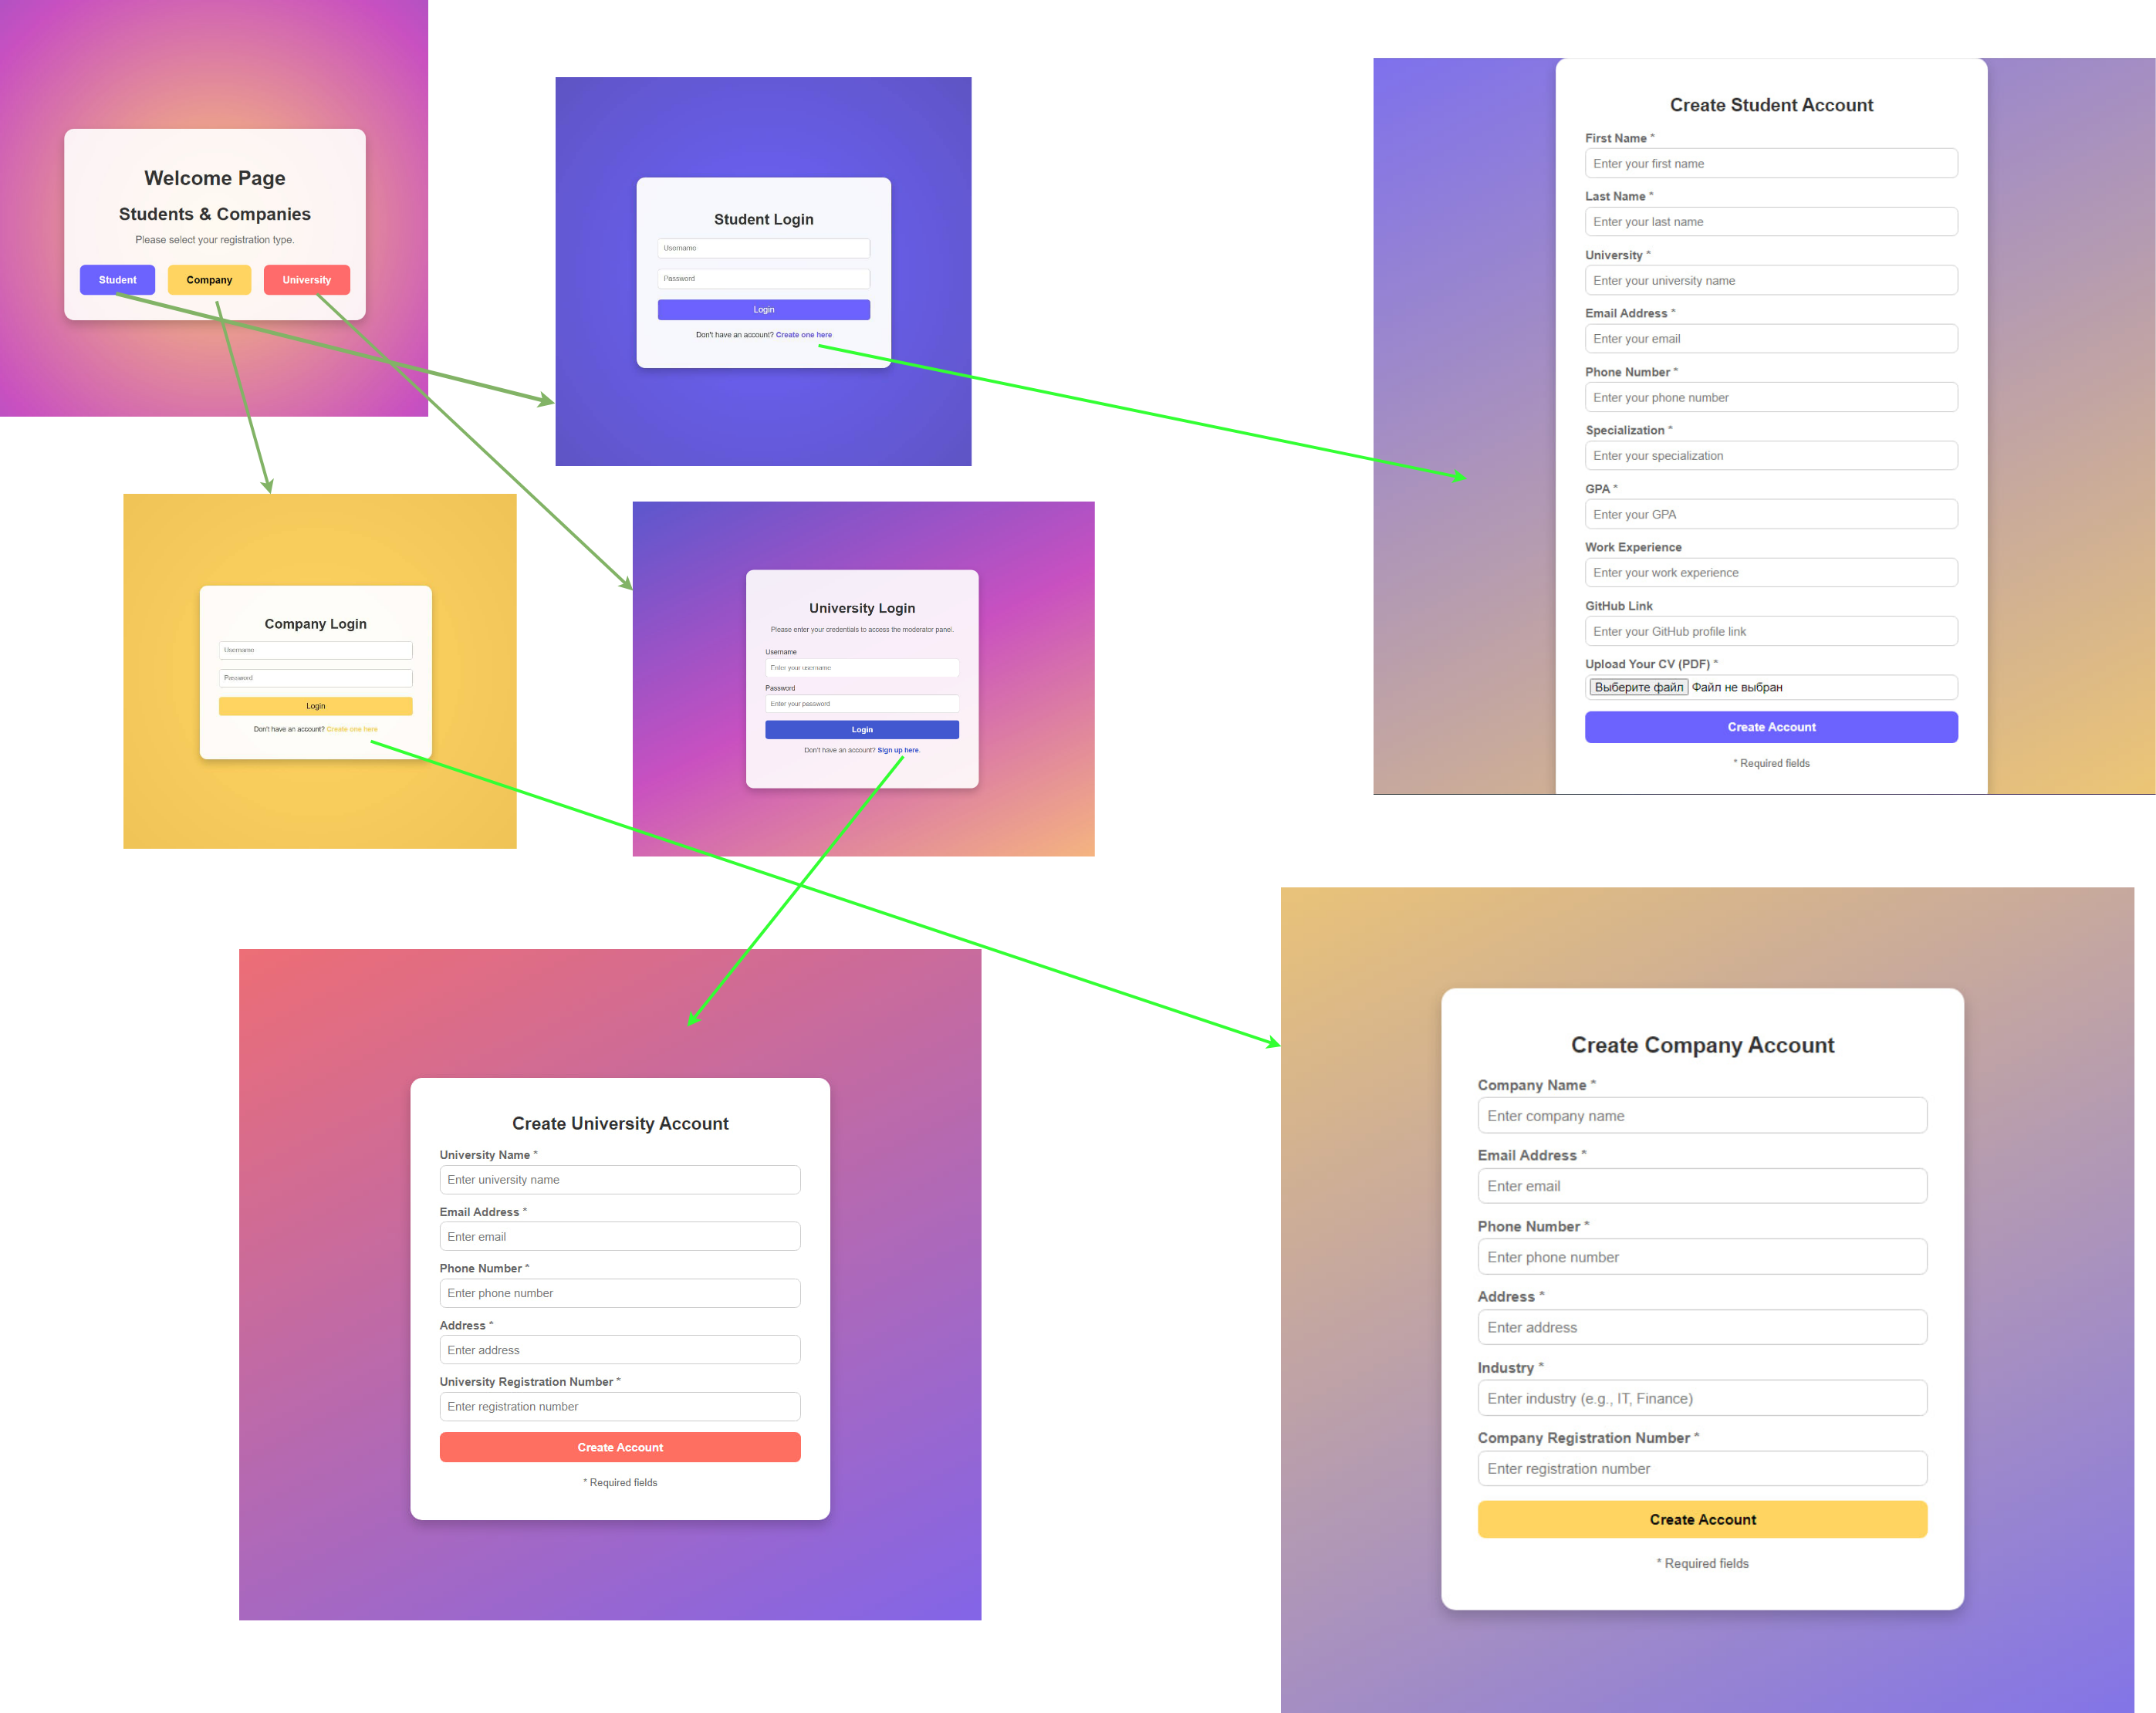 Welcome Page
Students & Companies
Please select your registration type.
Student Company University
Student Login
Username
Password
Login
Don't have an account? Create one here
Company Login
Username
Password
Login
Don't have an account? Create one here
University Login
Please enter your credentials to access the moderator panel.
Username
Enter your username
Password
Enter your password
Login
Don't have an account? Sign up here.
Create Student Account
First Name *
Enter your first name
Last Name *
Enter your last name
University *
Enter your university name
Email Address *
Enter your email
Phone Number *
Enter your phone number
Specialization *
Enter your specialization
GPA *
Enter your GPA
Work Experience
Enter your work experience
GitHub Link
Enter your GitHub profile link
Upload Your CV (PDF) *
Выберите файл Файл не выбран
Create Account
* Required fields
Create University Account
University Name *
Enter university name
Email Address *
Enter email
Phone Number *
Enter phone number
Address *
Enter address
University Registration Number *
Enter registration number
Create Account
* Required fields
Create Company Account
Company Name *
Enter company name
Email Address *
Enter email
Phone Number *
Enter phone number
Address *
Enter address
Industry *
Enter industry (e.g., IT, Finance)
Company Registration Number *
Enter registration number
Create Account
* Required fields